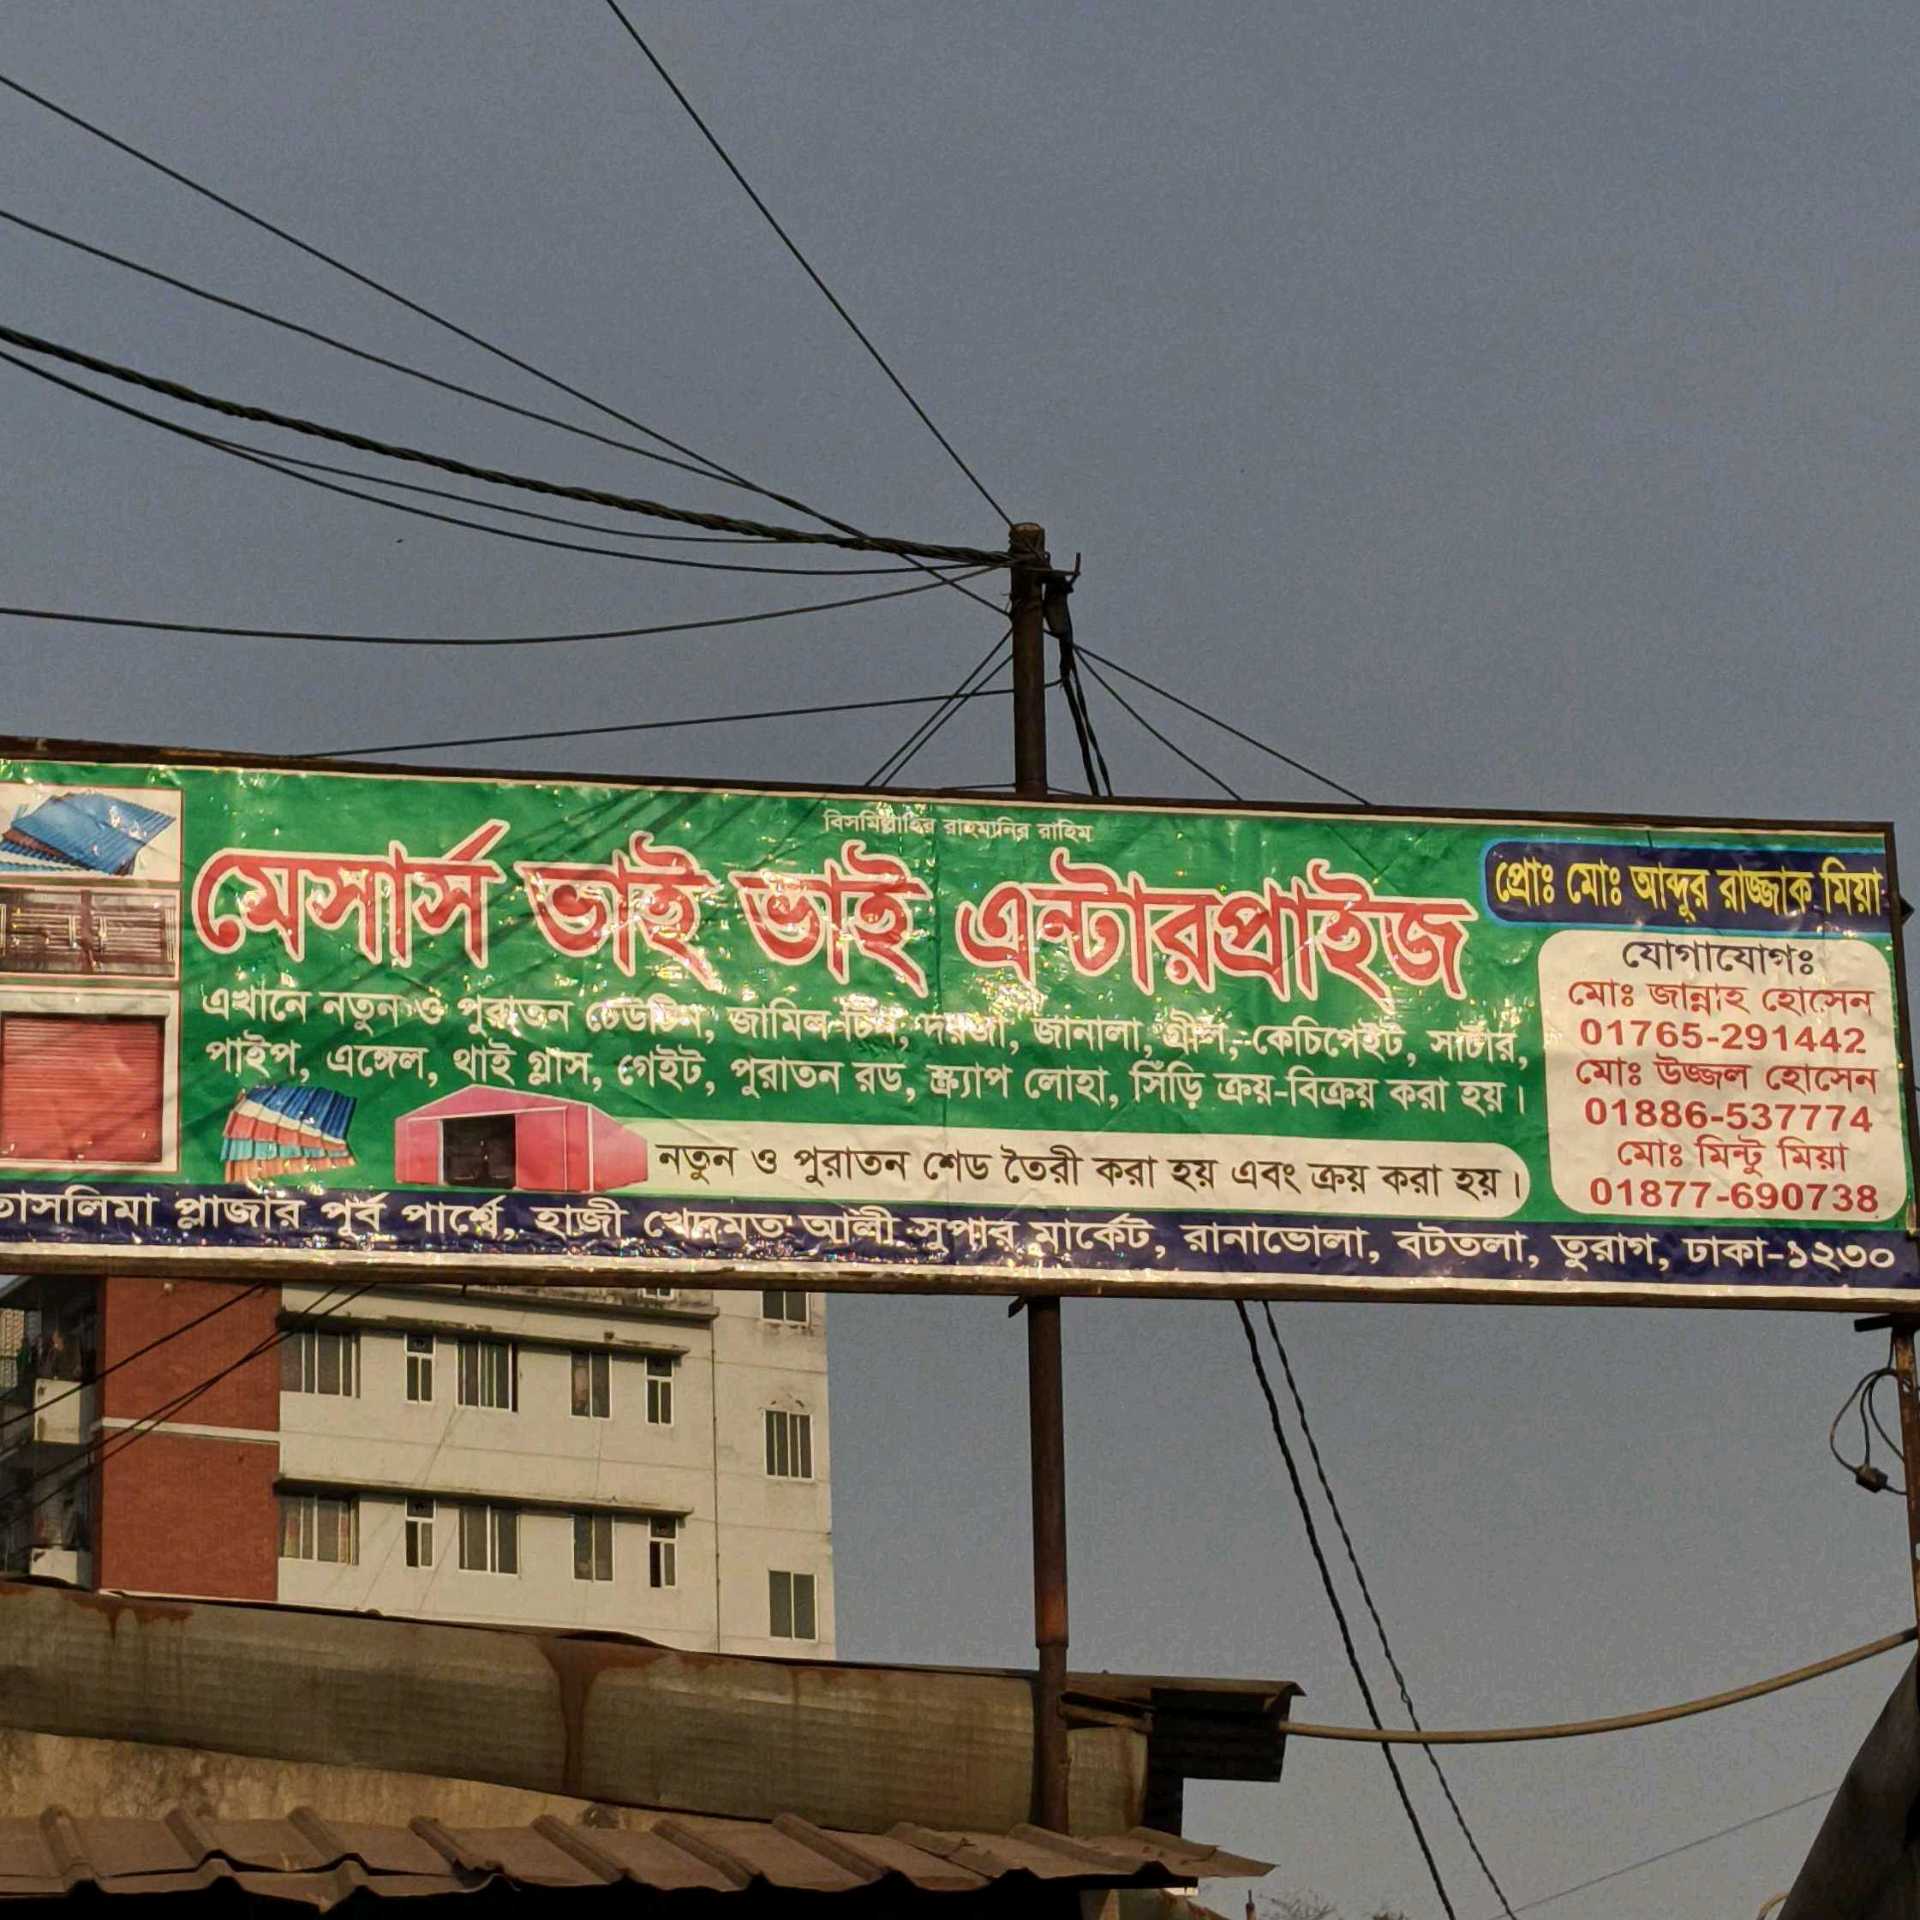 বিসমিল্লাহির রাহমানির রাহিম
মেসার্স ভাই ভাই এন্টারপ্রাইজ
প্রোঃ মোঃ আব্দুর রাজ্জাক মিয়া
এখানে নতুন ও পুরাতন ঢেউটিন, জামিল টিন, দরজা, জানালা, গ্রীল, কেচিগেইট, সাটার,
পাইপ, এঙ্গেল, থাই গ্লাস, গেইট, পুরাতন রড, স্ক্র্যাপ লোহা, সিঁড়ি ক্রয়-বিক্রয় করা হয়।
নতুন ও পুরাতন শেড তৈরী করা হয় এবং ক্রয় করা হয়।
যোগাযোগঃ
মোঃ জান্নাহ হোসেন
01765-291442
মোঃ উজ্জল হোসেন
01886-537774
মোঃ মিন্টু মিয়া
01877-690738
তাসলিমা প্লাজার পূর্ব পার্শ্বে, হাজী খেদমত আলী সুপার মার্কেট, রানাভোলা, বটতলা, তুরাগ, ঢাকা-১২৩০